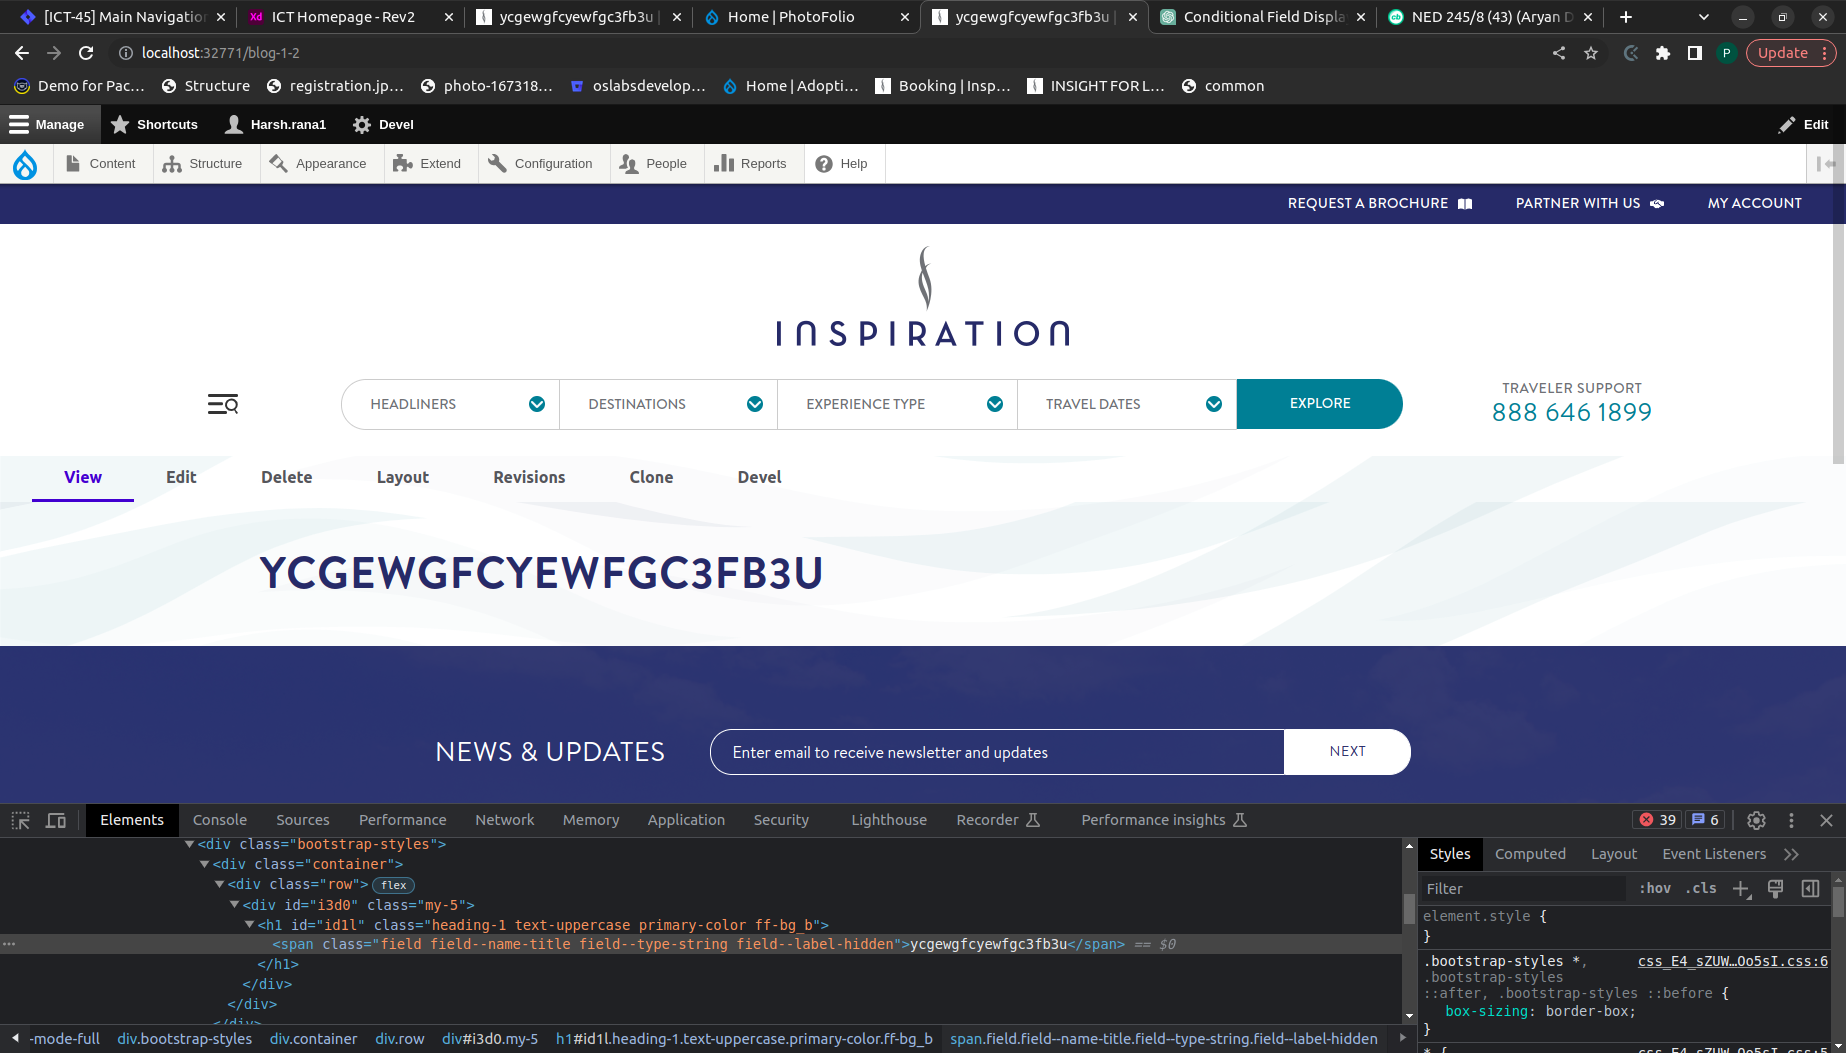 [ICT-45] Main Navigation
ICT Homepage - Rev2
ycgewgfcyewfgc3fb3u |
Home | PhotoFolio
ycgewgfcyewfgc3fb3u |
Conditional Field Displa
NED 245/8 (43) (Aryan D
localhost:32771/blog-1-2
P
Update
Demo for Pac...
Structure
registration.jp...
photo-167318...
oslabsdevelop...
Home | Adopti...
Booking | Insp...
INSIGHT FOR L...
common
Manage
Shortcuts
Harsh.rana1
Devel
Edit
Content
Structure
Appearance
Extend
Configuration
People
Reports
Help
REQUEST A BROCHURE
PARTNER WITH US
MY ACCOUNT
INSPIRATION
HEADLINERS
DESTINATIONS
EXPERIENCE TYPE
TRAVEL DATES
EXPLORE
TRAVELER SUPPORT
888 646 1899
View
Edit
Delete
Layout
Revisions
Clone
Devel
YCGEWGFCYEWFGC3FB3U
NEWS & UPDATES
Enter email to receive newsletter and updates
NEXT
Elements
Console
Sources
Performance
Network
Memory
Application
Security
Lighthouse
Recorder
Performance insights
39
6
<div class="bootstrap-styles">
<div class="container">
<div class="row"> flex
<div id="i3d0" class="my-5">
<h1 id="id1l" class="heading-1 text-uppercase primary-color ff-bg_b">
<span class="field field--name-title field--type-string field--label-hidden">ycgewgfcyewfgc3fb3u</span> == $0
</h1>
</div>
</div>
</div>
-mode-full
div.bootstrap-styles
div.container
div.row
div#i3d0.my-5
h1#id1l.heading-1.text-uppercase.primary-color.ff-bg_b
span.field.field--name-title.field--type-string.field--label-hidden
Styles
Computed
Layout
Event Listeners
Filter
:hov
.cls
element.style {
}
.bootstrap-styles *,
css_E4_sZUW…Oo5sI.css:6
.bootstrap-styles
::after, .bootstrap-styles ::before {
box-sizing: border-box;
}